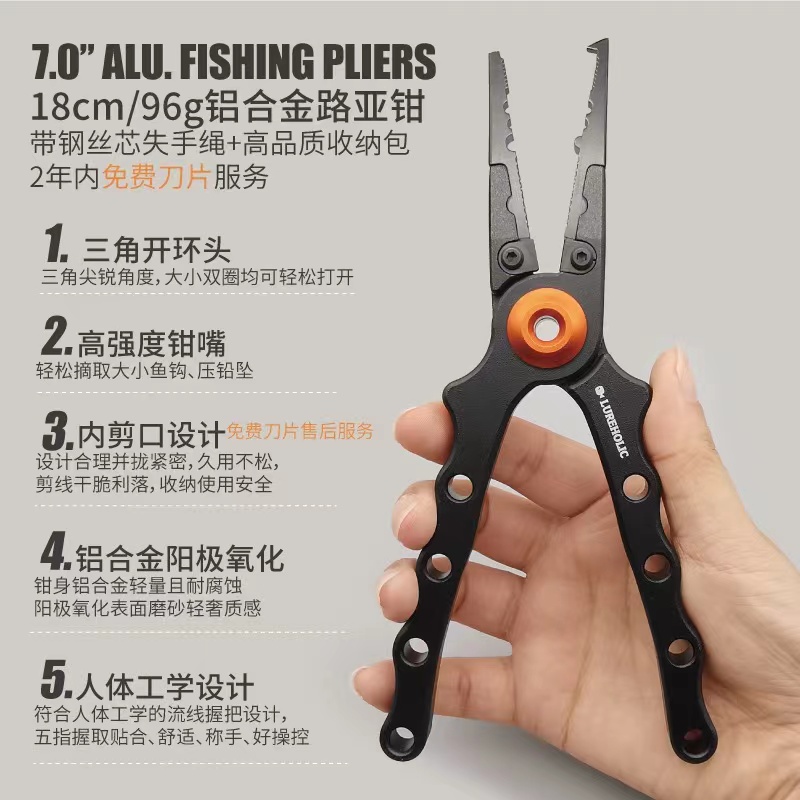 7.0” ALU. FISHING PLIERS
18cm/96g铝合金路亚钳
带钢丝芯失手绳+高品质收纳包
2年内免费刀片服务
1. 三角开环头
三角尖锐角度,大小双圈均可轻松打开
2. 高强度钳嘴
轻松摘取大小鱼钩、压铅坠
3. 内剪口设计 免费刀片售后服务
设计合理并拢紧密,久用不松,
剪线干脆利落,收纳使用安全
4. 铝合金阳极氧化
钳身铝合金轻量且耐腐蚀
阳极氧化表面磨砂轻奢质感
5. 人体工学设计
符合人体工学的流线握把设计,
五指握取贴合、舒适、称手、好操控
LUREHOLIC